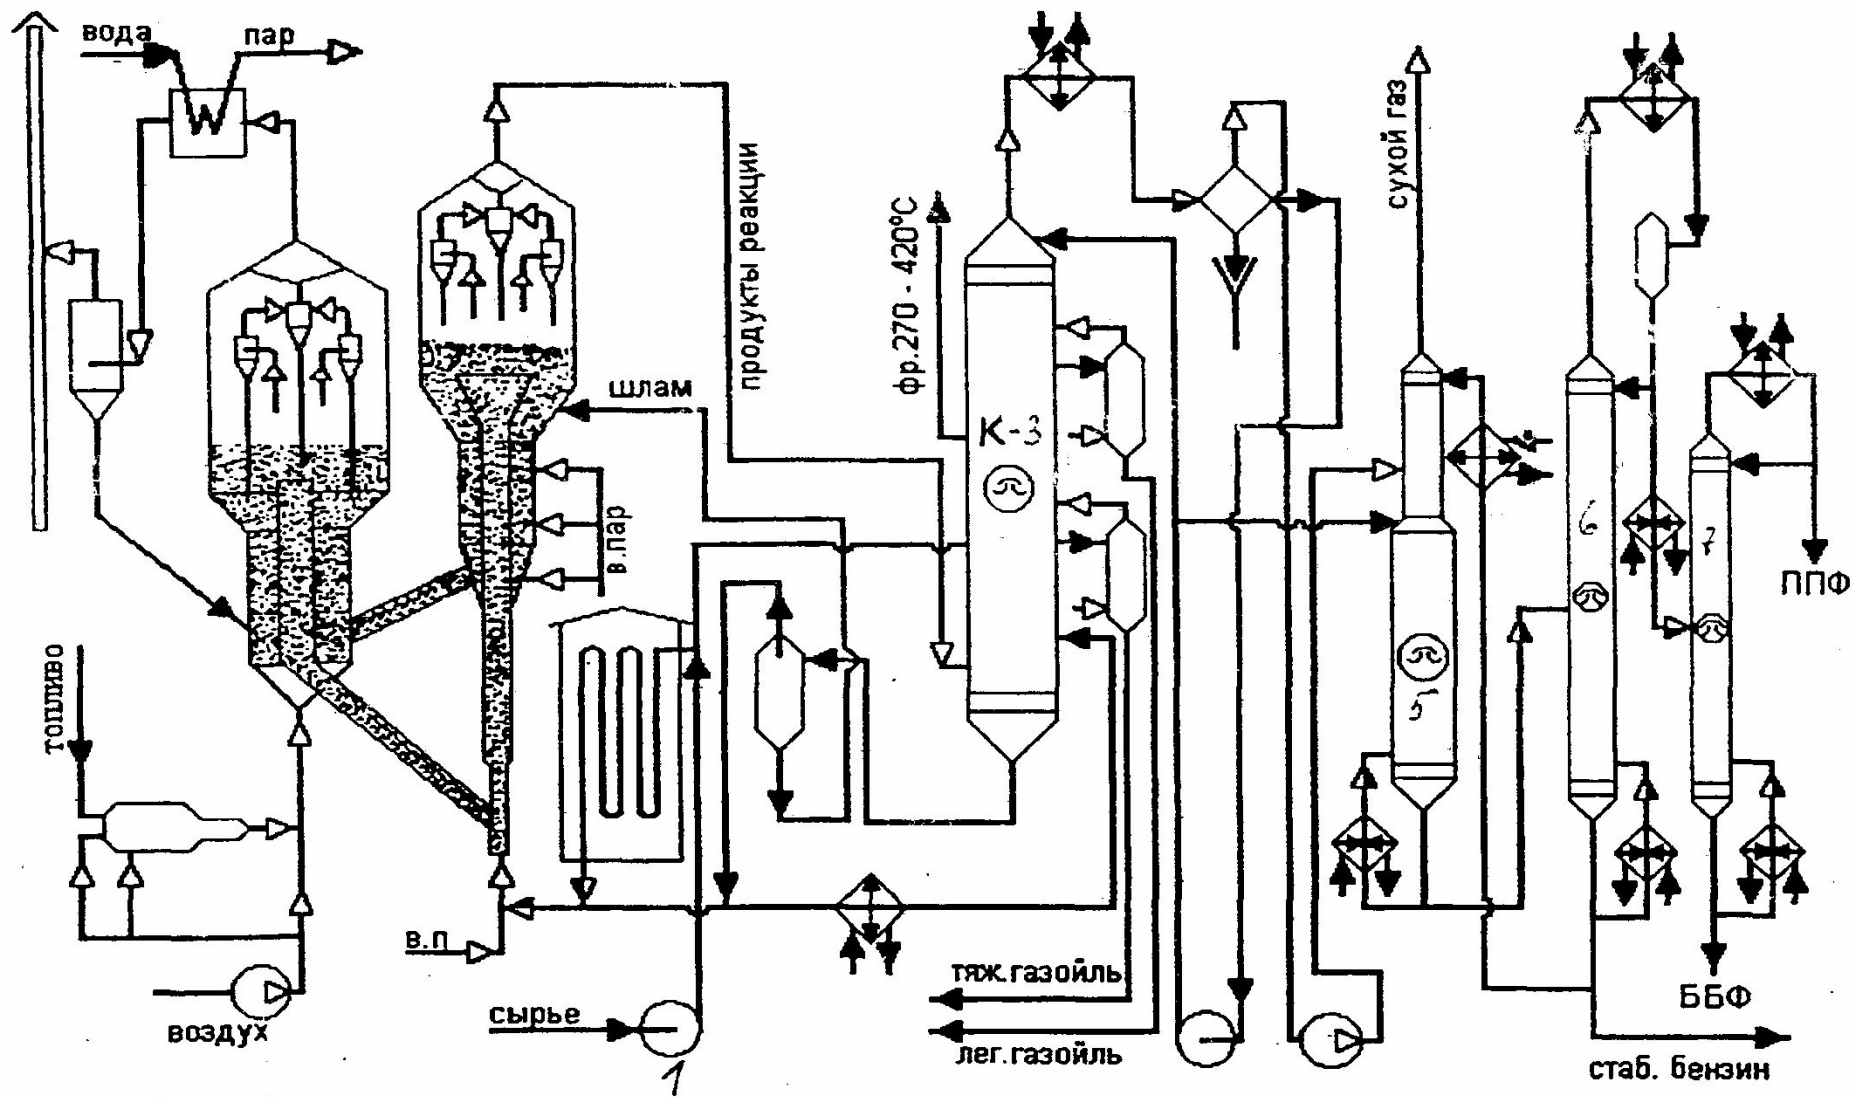 вода
пар
продукты реакции
шлам
в.пар
фр.270 - 420°С
К-3
сухой газ
6
7
5
ППФ
топливо
в.п
воздух
сырье
1
тяж.газойль
лег.газойль
ББФ
стаб. бензин